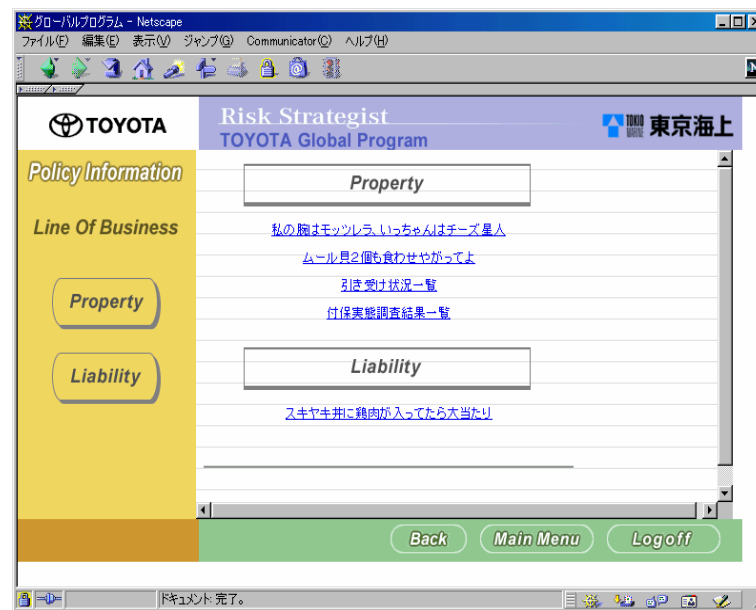 グローバルプログラム - Netscape
ファイル(F) 編集(E) 表示(V) ジャンプ(G) Communicator(C) ヘルプ(H)
TOYOTA
Risk Strategist
TOYOTA Global Program
TOKIO MARINE 東京海上
Policy Information
Line Of Business
Property
Liability
Property
私の腕はモッツレラ、いっちゃんはチーズ星人
ムール貝2個も食わせやがってよ
引き受け状況一覧
付保実態調査結果一覧
Liability
スキヤキ丼に鶏肉が入ってたら大当たり
Back Main Menu Logoff
ドキュメント: 完了。